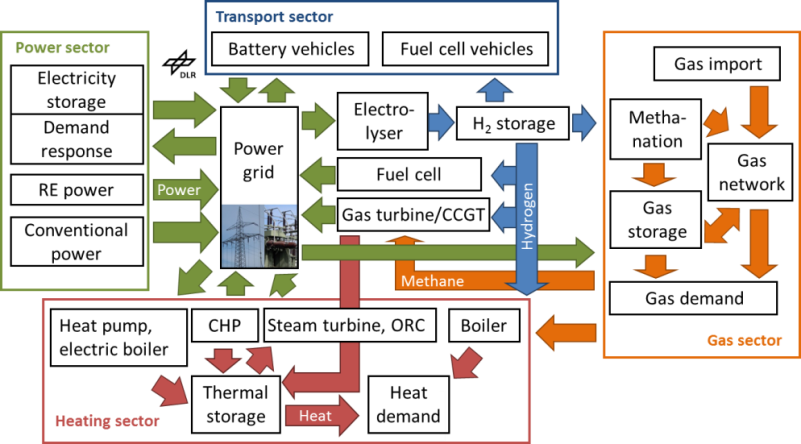 Transport sector
Battery vehicles
Fuel cell vehicles
Power sector
DLR
Electricity
storage
Demand
response
RE power
Conventional
power
Power
Power
grid
Electro-
lyser
H₂ storage
Fuel cell
Gas turbine/CCGT
Hydrogen
Methane
Gas import
Metha-
nation
Gas
network
Gas
storage
Gas demand
Gas sector
Heat pump,
electric boiler
CHP
Steam turbine, ORC
Boiler
Thermal
storage
Heat
Heat
demand
Heating sector